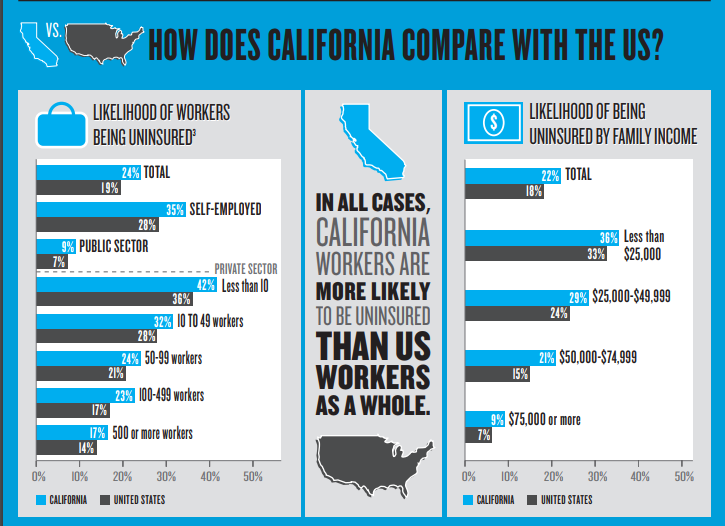 VS.
HOW DOES CALIFORNIA COMPARE WITH THE US?
LIKELIHOOD OF WORKERS
BEING UNINSURED³
24% TOTAL
19%
35% SELF-EMPLOYED
28%
9% PUBLIC SECTOR
7%
PRIVATE SECTOR
42% Less than 10
36%
32% 10 TO 49 workers
28%
24% 50-99 workers
21%
23% 100-499 workers
17%
17% 500 or more workers
14%
0% 10% 20% 30% 40% 50%
CALIFORNIA UNITED STATES
IN ALL CASES,
CALIFORNIA
WORKERS ARE
MORE LIKELY
TO BE UNINSURED
THAN US
WORKERS
AS A WHOLE.
$
LIKELIHOOD OF BEING
UNINSURED BY FAMILY INCOME
22% TOTAL
18%
36% Less than
33% $25,000
29% $25,000-$49,999
24%
21% $50,000-$74,999
15%
9% $75,000 or more
7%
0% 10% 20% 30% 40% 50%
CALIFORNIA UNITED STATES